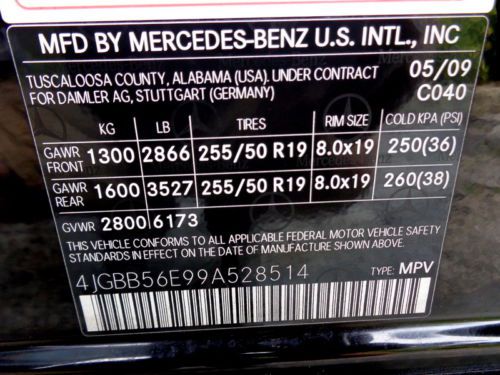 MFD BY MERCEDES-BENZ U.S. INTL., INC
TUSCALOOSA COUNTY, ALABAMA (USA). UNDER CONTRACT 05/09
FOR DAIMLER AG, STUTTGART (GERMANY) C040
KG LB TIRES RIM SIZE COLD KPA (PSI)
GAWR FRONT 1300 2866 255/50 R19 8.0x19 250(36)
GAWR REAR 1600 3527 255/50 R19 8.0x19 260(38)
GVWR 2800 6173
THIS VEHICLE CONFORMS TO ALL APPLICABLE FEDERAL MOTOR VEHICLE SAFETY
STANDARDS IN EFFECT ON THE DATE OF MANUFACTURE SHOWN ABOVE.
4JGBB56E99A528514 TYPE: MPV